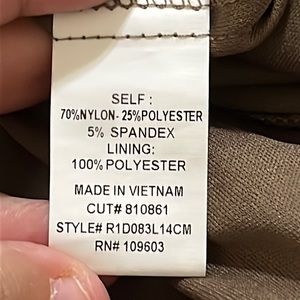 SELF :
70%NYLON- 25%POLYESTER
5% SPANDEX
LINING:
100% POLYESTER
MADE IN VIETNAM
CUT# 810861
STYLE# R1D083L14CM
RN# 109603